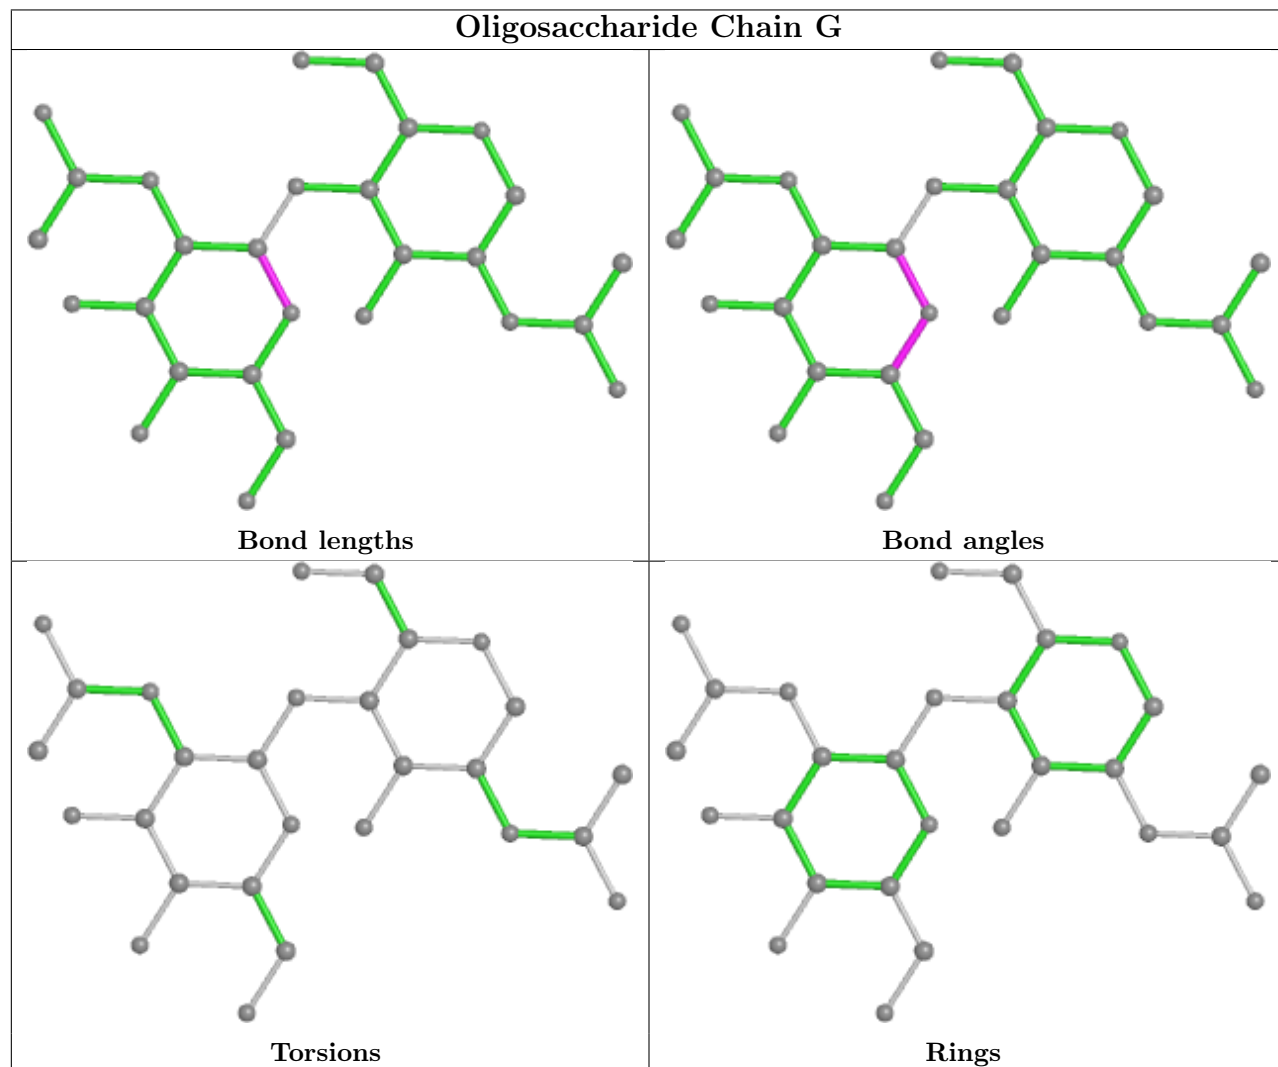 Oligosaccharide Chain G
Bond lengths
Bond angles
Torsions
Rings